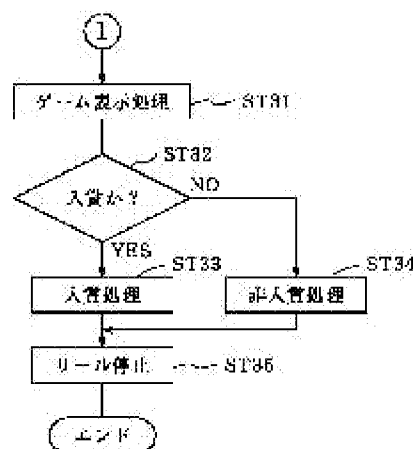 1
ゲーム表示処理
ST31
ST32
入賞か?
NO
YES
ST33
ST34
入賞処理
非入賞処理
リール停止
ST35
エンド